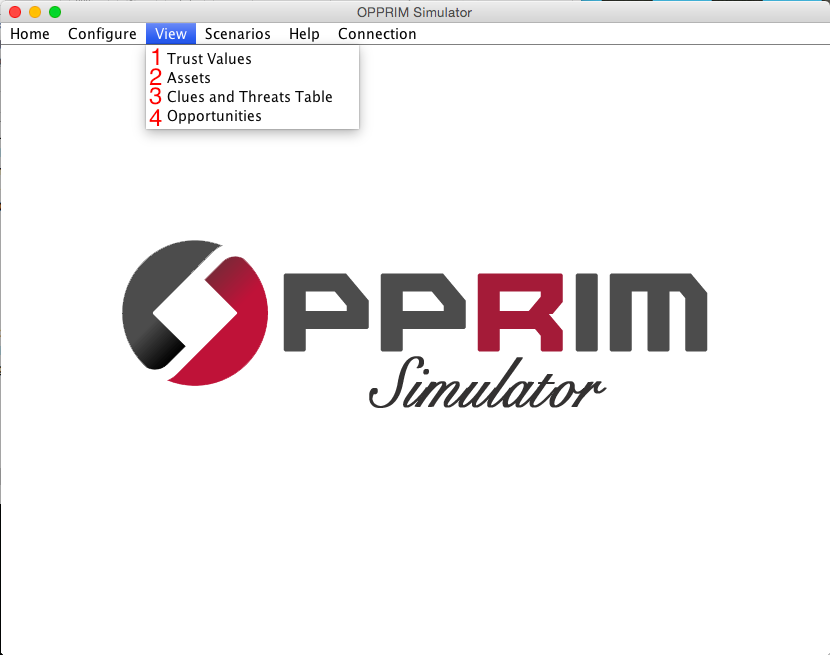 OPPRIM Simulator
Home Configure View Scenarios Help Connection
1 Trust Values
2 Assets
3 Clues and Threats Table
4 Opportunities
OPPRIM
Simulator